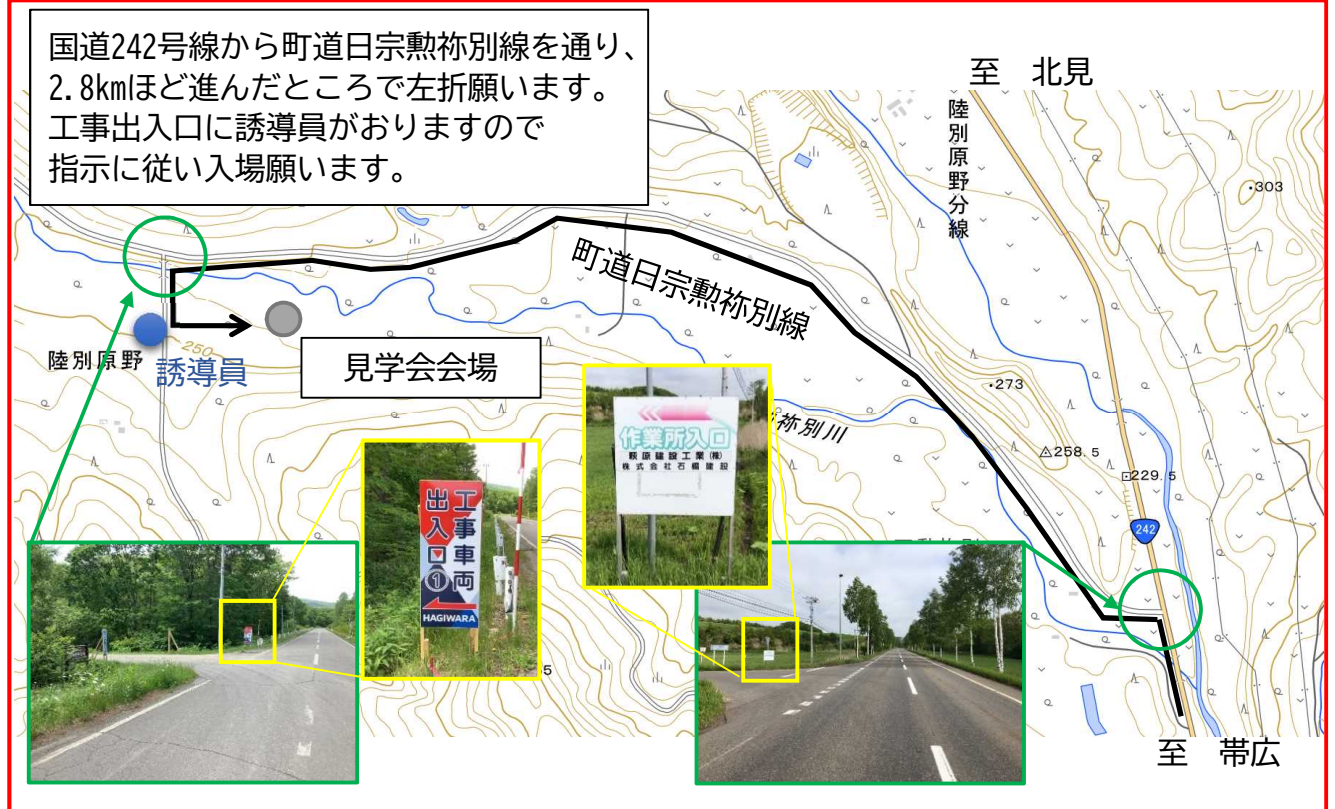 国道242号線から町道日宗勲祢別線を通り、
2.8kmほど進んだところで左折願います。
工事出入口に誘導員がおりますので
指示に従い入場願います。
至 北見
陸別原野分線
・303
町道日宗勲祢別線
250
陸別原野
誘導員
見学会会場
・273
祢別川
258.5
229.5
242
作業所入口
萩原建設工業(株)
株式会社石橋建設
工事車両
出入口
①
HAGIWARA
5
至 帯広